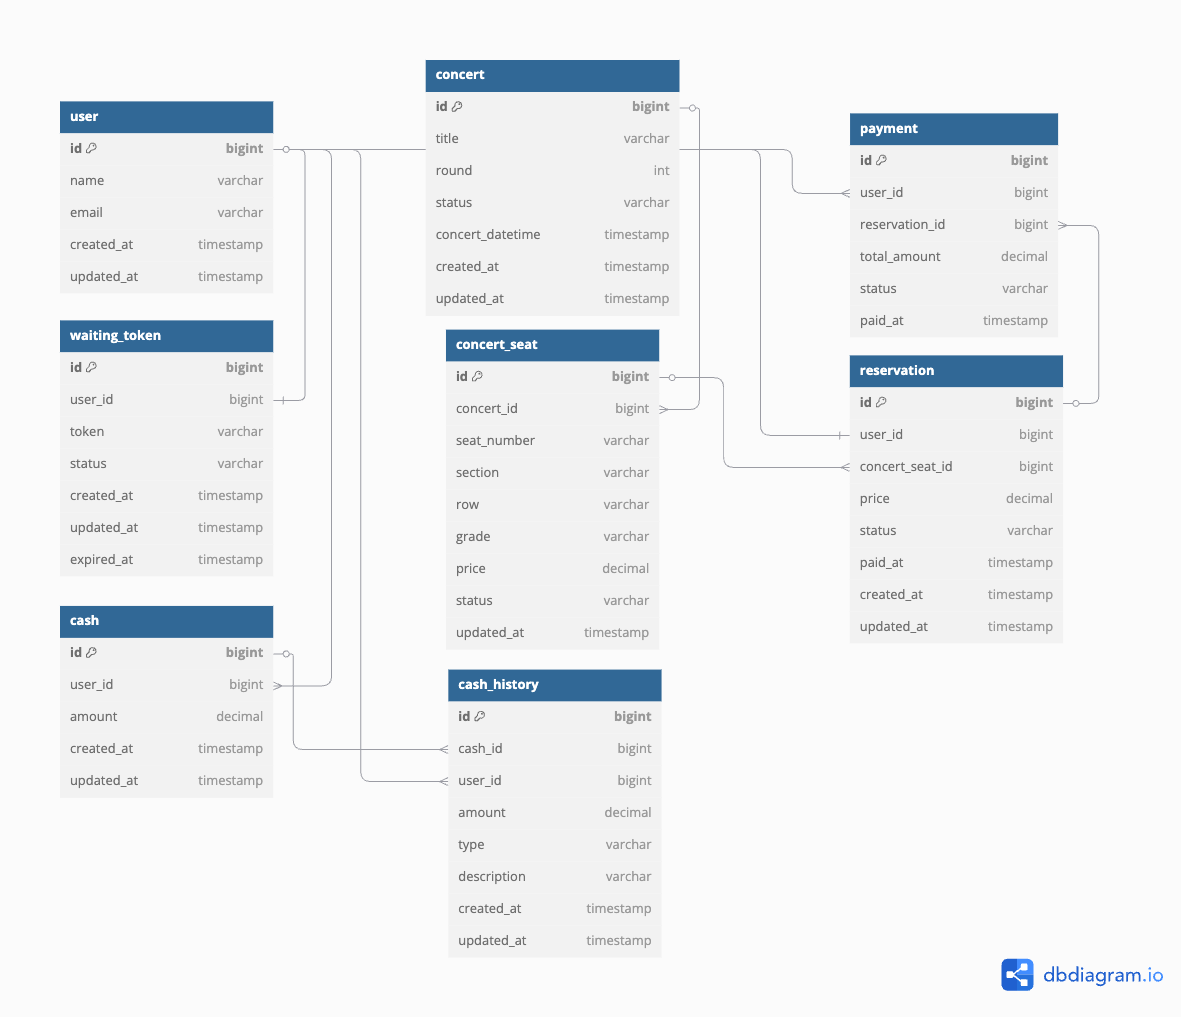 user
id bigint
name varchar
email varchar
created_at timestamp
updated_at timestamp
waiting_token
id bigint
user_id bigint
token varchar
status varchar
created_at timestamp
updated_at timestamp
expired_at timestamp
cash
id bigint
user_id bigint
amount decimal
created_at timestamp
updated_at timestamp
concert
id bigint
title varchar
round int
status varchar
concert_datetime timestamp
created_at timestamp
updated_at timestamp
concert_seat
id bigint
concert_id bigint
seat_number varchar
section varchar
row varchar
grade varchar
price decimal
status varchar
updated_at timestamp
cash_history
id bigint
cash_id bigint
user_id bigint
amount decimal
type varchar
description varchar
created_at timestamp
updated_at timestamp
payment
id bigint
user_id bigint
reservation_id bigint
total_amount decimal
status varchar
paid_at timestamp
reservation
id bigint
user_id bigint
concert_seat_id bigint
price decimal
status varchar
paid_at timestamp
created_at timestamp
updated_at timestamp
dbdiagram.io